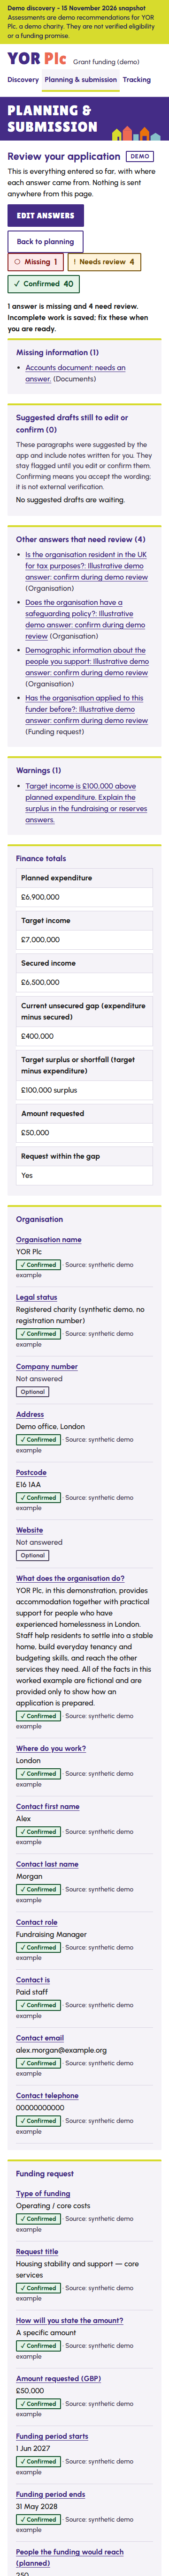 Demo discovery - 15 November 2026 snapshot
Assessments are recommendations for YOR
Plc, a demo charity. They are not verified eligibility
or a funding promise.
YOR Plc Grant funding (demo)
Discovery Planning & submission Tracking
PLANNING &
SUBMISSION
Review your application DEMO
This is everything entered so far, with where
each answer came from. Nothing is sent
anywhere from this page.
EDIT ANSWERS
Back to planning
Missing 1 ! Needs review 4
✓ Confirmed 40
1 answer is missing and 4 need review.
Incomplete work is saved; fix these when
you are ready.
Missing information (1)
• Accounts document: needs an
answer. (Documents)
Suggested drafts still to edit or
confirm (0)
These paragraphs were suggested by the
app and include notes written for you. They
stay flagged until you edit or confirm them.
Confirming means you accept the wording;
it is not external verification.
No suggested drafts are waiting.
Other answers that need review (4)
• Is the organisation resident in the UK
for tax purposes?: Illustrative demo
answer: confirm during demo review
(Organisation)
• Does the organisation have a
safeguarding policy?: Illustrative
demo answer: confirm during demo
review (Organisation)
• Demographic information about the
people you support: Illustrative demo
answer: confirm during demo review
(Organisation)
• Has the organisation applied to this
funder before?: Illustrative demo
answer: confirm during demo review
(Funding request)
Warnings (1)
• Target income is £100,000 above
planned expenditure. Explain the
surplus in the fundraising or reserves
answers.
Finance totals
Planned expenditure
£6,900,000
Target income
£7,000,000
Secured income
£6,500,000
Current unsecured gap (expenditure
minus secured)
£400,000
Target surplus or shortfall (target
minus expenditure)
£100,000 surplus
Amount requested
£50,000
Request within the gap
Yes
Organisation
Organisation name
YOR Plc
✓ Confirmed · Source: synthetic demo
example
Legal status
Registered charity (synthetic demo, no
registration number)
✓ Confirmed · Source: synthetic demo
example
Company number
Not answered
Optional
Address
Demo office, London
✓ Confirmed · Source: synthetic demo
example
Postcode
E16 1AA
✓ Confirmed · Source: synthetic demo
example
Website
Not answered
Optional
What does the organisation do?
YOR Plc, in this demonstration, provides
accommodation together with practical
support for people who have
experienced homelessness in London.
Staff help residents to settle into a stable
home, build everyday tenancy and
budgeting skills, and reach the other
services they need. All of the facts in this
worked example are fictional and are
provided only to show how an
application is prepared.
✓ Confirmed · Source: synthetic demo
example
Where do you work?
London
✓ Confirmed · Source: synthetic demo
example
Contact first name
Alex
✓ Confirmed · Source: synthetic demo
example
Contact last name
Morgan
✓ Confirmed · Source: synthetic demo
example
Contact role
Fundraising Manager
✓ Confirmed · Source: synthetic demo
example
Contact is
Paid staff
✓ Confirmed · Source: synthetic demo
example
Contact email
alex.morgan@example.org
✓ Confirmed · Source: synthetic demo
example
Contact telephone
00000000000
✓ Confirmed · Source: synthetic demo
example
Funding request
Type of funding
Operating / core costs
✓ Confirmed · Source: synthetic demo
example
Request title
Housing stability and support — core
services
✓ Confirmed · Source: synthetic demo
example
How will you state the amount?
A specific amount
✓ Confirmed · Source: synthetic demo
example
Amount requested (GBP)
£50,000
✓ Confirmed · Source: synthetic demo
example
Funding period starts
1 Jun 2027
✓ Confirmed · Source: synthetic demo
example
Funding period ends
31 May 2028
✓ Confirmed · Source: synthetic demo
example
People the funding would reach
(planned)
250